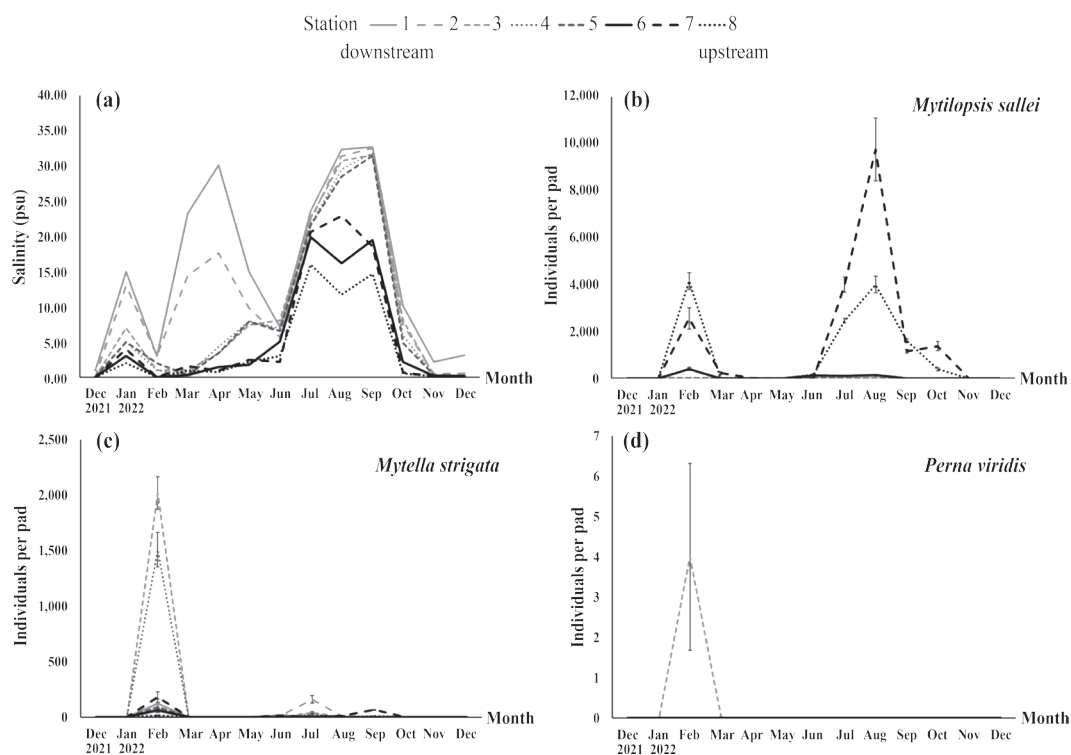 Station 1 2 3 4 5 6 7 8
downstream upstream
(a)
Salinity (psu)
40.00
35.00
30.00
25.00
20.00
15.00
10.00
5.00
0.00
Dec Jan Feb Mar Apr May Jun Jul Aug Sep Oct Nov Dec Month
2021 2022
(b)
Mytilopsis sallei
Individuals per pad
12,000
10,000
8,000
6,000
4,000
2,000
0
Dec Jan Feb Mar Apr May Jun Jul Aug Sep Oct Nov Dec Month
2021 2022
(c)
Mytella strigata
Individuals per pad
2,500
2,000
1,500
1,000
500
0
Dec Jan Feb Mar Apr May Jun Jul Aug Sep Oct Nov Dec Month
2021 2022
(d)
Perna viridis
Individuals per pad
7
6
5
4
3
2
1
0
Dec Jan Feb Mar Apr May Jun Jul Aug Sep Oct Nov Dec Month
2021 2022